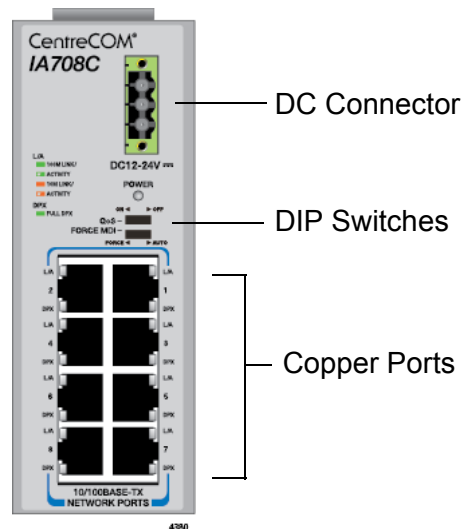 CentreCOM®
IA708C
DC Connector
L/A
100M LINK/
ACTIVITY
10M LINK/
ACTIVITY
DPX
FULL DPX
DC12-24V
POWER
ON ◄ ► OFF
QoS –
FORCE MDI –
FORCE ◄ ► AUTO
DIP Switches
L/A L/A
2 1
DPX DPX
L/A L/A
4 3
DPX DPX
Copper Ports
L/A L/A
6 5
DPX DPX
L/A L/A
8 7
DPX DPX
10/100BASE-TX
NETWORK PORTS
4380